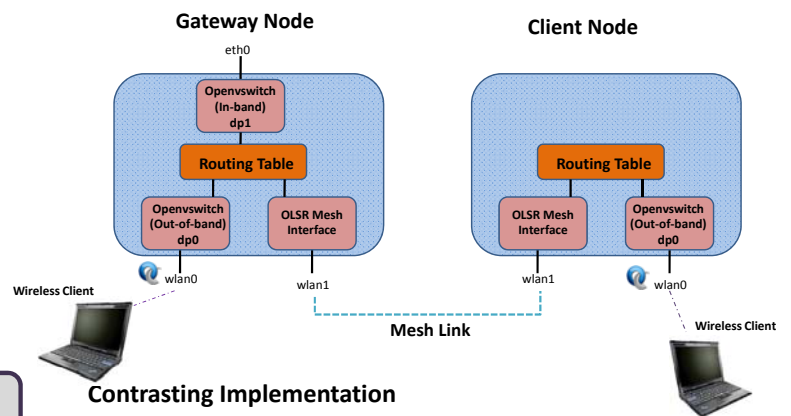 Gateway Node
Client Node
eth0
Openvswitch
(In-band)
dp1
Routing Table
Routing Table
Openvswitch
(Out-of-band)
dp0
OLSR Mesh
Interface
OLSR Mesh
Interface
Openvswitch
(Out-of-band)
dp0
wlan0
wlan1
wlan1
wlan0
Wireless Client
Mesh Link
Wireless Client
Contrasting Implementation